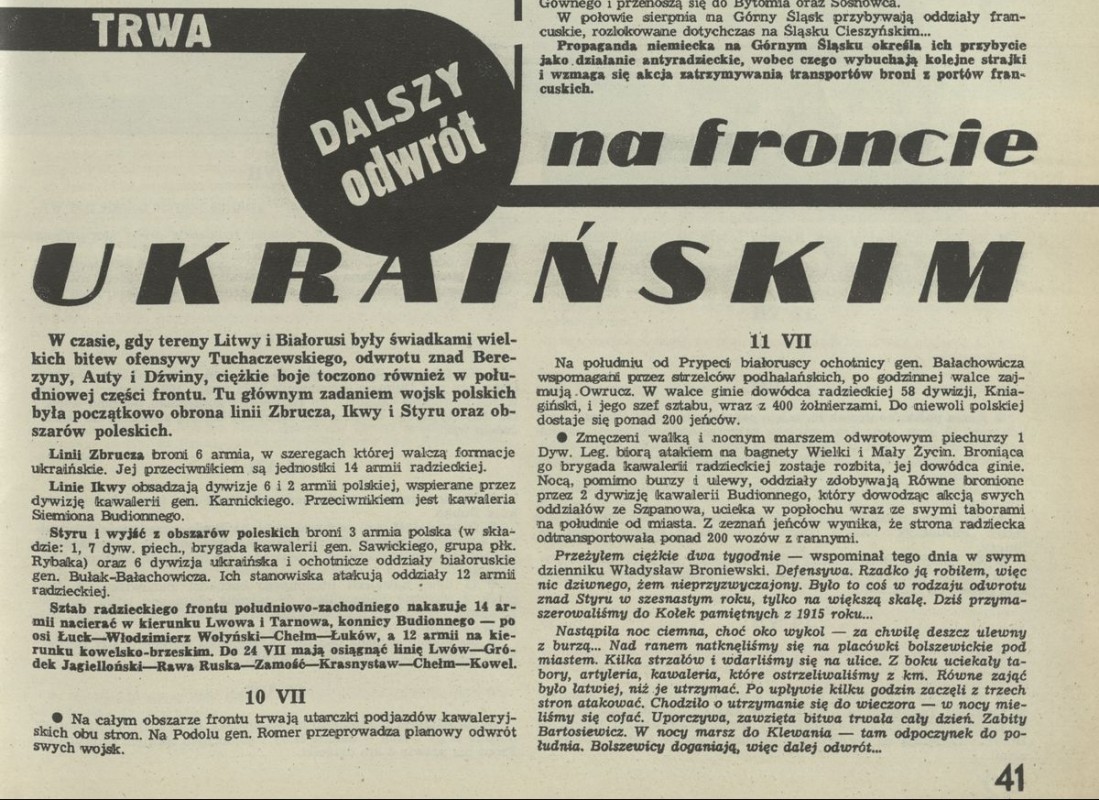 Gównego i przenoszą się do Bytomia oraz Sosnowca.
W połowie sierpnia na Górny Śląsk przybywają oddziały fran-
cuskie, rozlokowane dotychczas na Śląsku Cieszyńskim...
Propaganda niemiecka na Górnym Śląsku określa ich przybycie
jako działanie antyradzieckie, wobec czego wybuchają kolejne strajki
i wzmaga się akcja zatrzymywania transportów broni z portów fran-
cuskich.
TRWA
DALSZY
odwrót
na froncie
UKRAIŃSKIM
W czasie, gdy tereny Litwy i Białorusi były świadkami wiel-
kich bitew ofensywy Tuchaczewskiego, odwrotu znad Bere-
zyny, Auty i Dźwiny, ciężkie boje toczono również w połu-
dniowej części frontu. Tu głównym zadaniem wojsk polskich
była początkowo obrona linii Zbrucza, Ikwy i Styru oraz ob-
szarów poleskich.
Linii Zbrucza broni 6 armia, w szeregach której walczą formacje
ukraińskie. Jej przeciwnikiem są jednostki 14 armii radzieckiej.
Linie Ikwy obsadzają dywizje 6 i 2 armii polskiej, wspierane przez
dywizję kawalerii gen. Karnickiego. Przeciwnikiem jest kawaleria
Siemiona Budionnego.
Styru i wyjść z obszarów poleskich broni 3 armia polska (w skła-
dzie: 1, 7 dyw. piech., brygada kawalerii gen. Sawickiego, grupa płk.
Rybaka) oraz 6 dywizja ukraińska i ochotnicze oddziały białoruskie
gen. Bułak-Bałachowicza. Ich stanowiska atakują oddziały 12 armii
radzieckiej.
Sztab radzieckiego frontu południowo-zachodniego nakazuje 14 ar-
mii nacierać w kierunku Lwowa i Tarnowa, konnicy Budionnego — po
osi Łuck—Włodzimierz Wołyński—Chełm—Łuków, a 12 armii na kie-
runku kowelsko-brzeskim. Do 24 VII mają osiągnąć linię Lwów—Gró-
dek Jagielloński—Rawa Ruska—Zamość—Krasnystaw—Chełm—Kowel.
10 VII
● Na całym obszarze frontu trwają utarczki podjazdów kawaleryj-
skich obu stron. Na Podolu gen. Romer przeprowadza planowy odwrót
swych wojsk.
11 VII
Na południu od Prypeci białoruscy ochotnicy gen. Bałachowicza
wspomagani przez strzelców podhalańskich, po godzinnej walce zaj-
mują Owrucz. W walce ginie dowódca radzieckiej 58 dywizji, Knia-
giński, i jego szef sztabu, wraz z 400 żołnierzami. Do niewoli polskiej
dostaje się ponad 200 jeńców.
● Zmęczeni walką i nocnym marszem odwrotowym piechurzy 1
Dyw. Leg. biorą atakiem na bagnety Wielki i Mały Życin. Broniąca
go brygada kawalerii radzieckiej zostaje rozbita, jej dowódca ginie.
Nocą, pomimo burzy i ulewy, oddziały zdobywają Równe bronione
przez 2 dywizję kawalerii Budionnego, który dowodząc akcją swych
oddziałów ze Szpanowa, ucieka w popłochu wraz ze swymi taborami
na południe od miasta. Z zeznań jeńców wynika, że strona radziecka
odtransportowała ponad 200 wozów z rannymi.
Przeżyłem ciężkie dwa tygodnie — wspominał tego dnia w swym
dzienniku Władysław Broniewski. Defensywa. Rzadko ją robiłem, więc
nic dziwnego, żem nieprzyzwyczajony. Było to coś w rodzaju odwrotu
znad Styru w szesnastym roku, tylko na większą skalę. Dziś przyma-
szerowaliśmy do Kołek pamiętnych z 1915 roku...
Nastąpiła noc ciemna, choć oko wykol — za chwilę deszcz ulewny
z burzą... Nad ranem natknęliśmy się na placówki bolszewickie pod
miastem. Kilka strzałów i wdarliśmy się na ulice. Z boku uciekały ta-
bory, artyleria, kawaleria, które ostrzeliwaliśmy z km. Równe zająć
było łatwiej, niż je utrzymać. Po upływie kilku godzin zaczęli z trzech
stron atakować. Chodziło o utrzymanie się do wieczora — w nocy mie-
liśmy się cofać. Uporczywa, zawzięta bitwa trwała cały dzień. Zabity
Bartosiewicz. W nocy marsz do Klewania — tam odpoczynek do po-
łudnia. Bolszewicy doganiają, więc dalej odwrót...
41